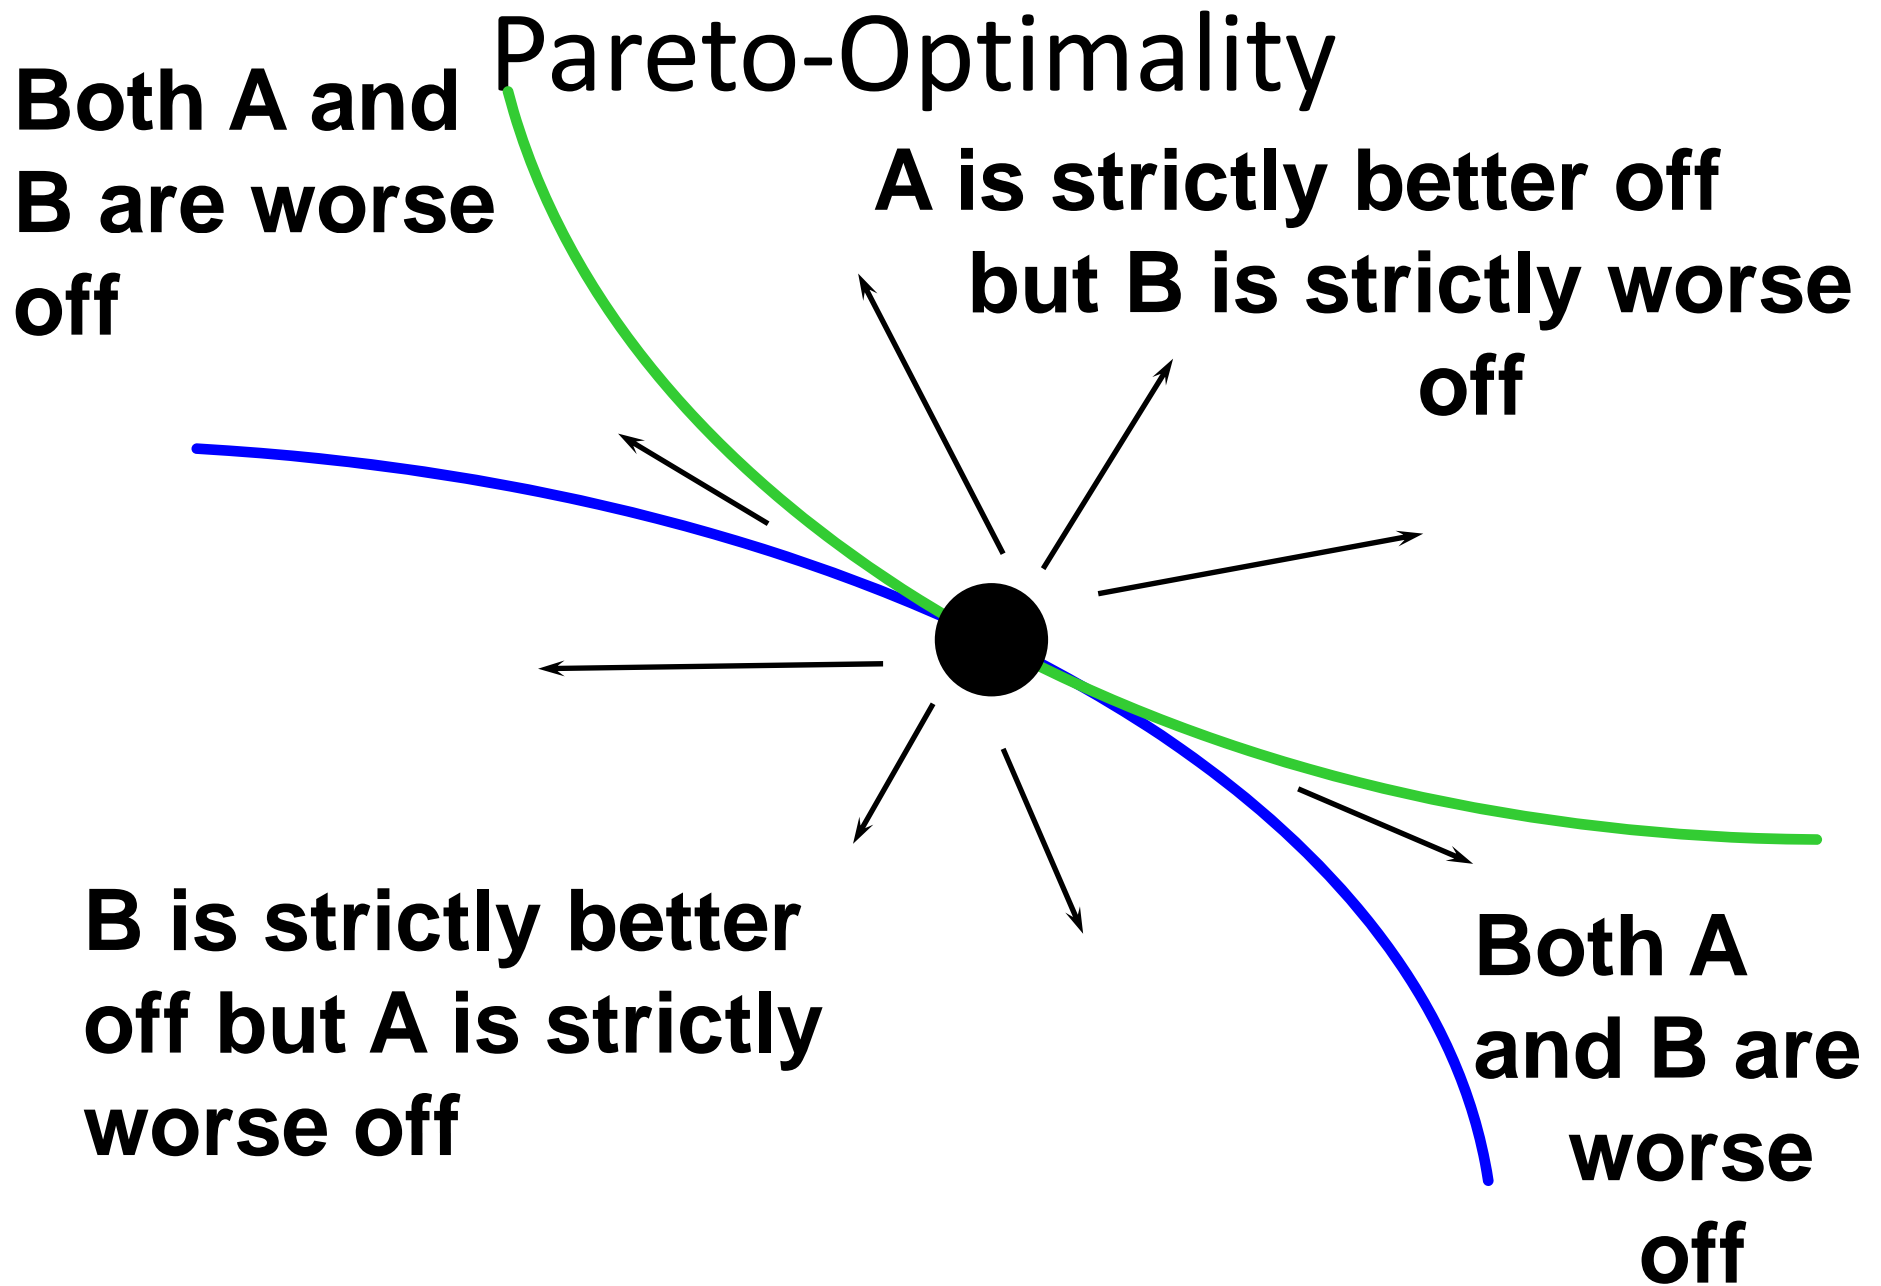 Pareto-Optimality
Both A and
B are worse
off
A is strictly better off
but B is strictly worse
off
B is strictly better
off but A is strictly
worse off
Both A
and B are
worse
off